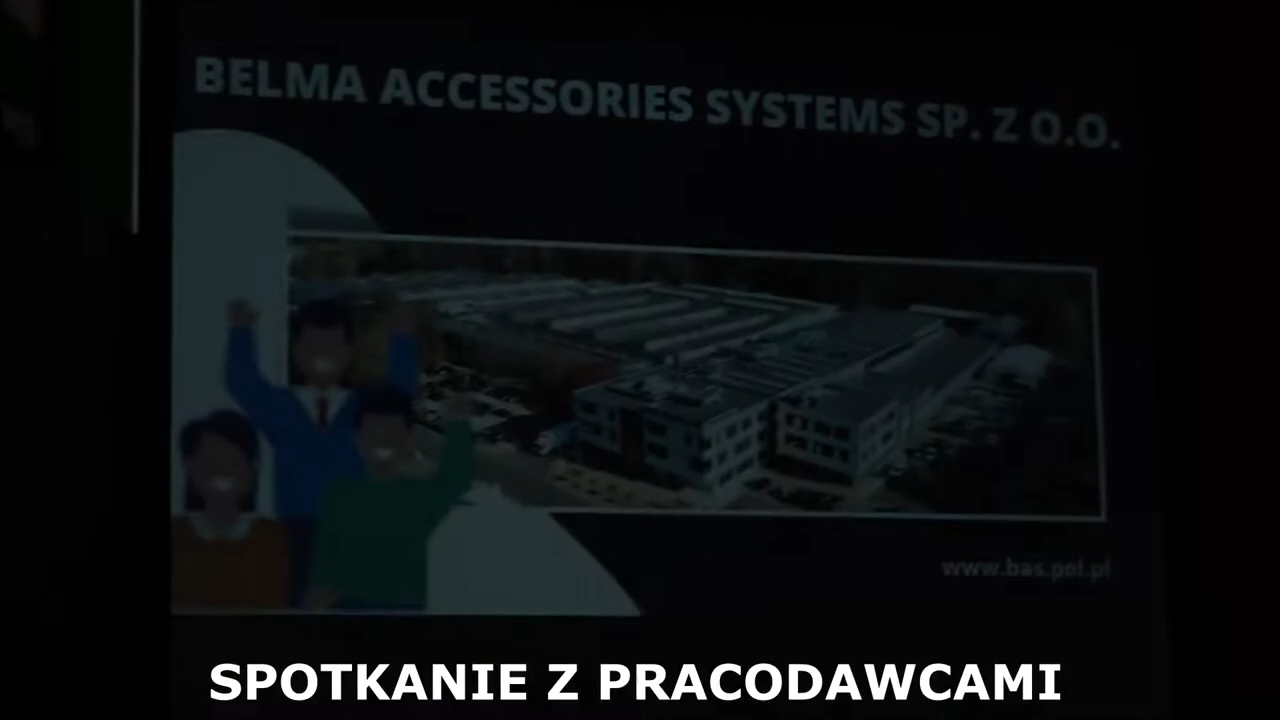 BELMA ACCESSORIES SYSTEMS SP. Z O.O.
www.bas.pol.pl
SPOTKANIE Z PRACODAWCAMI